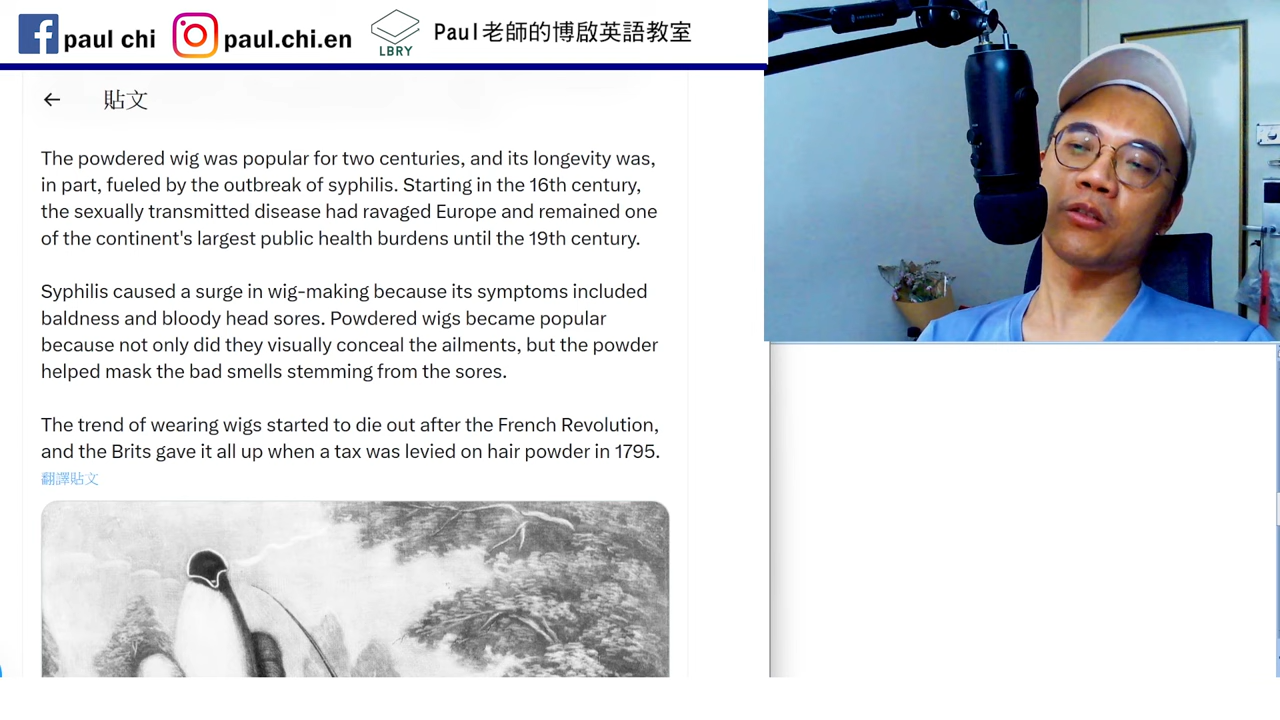 paul chi
paul.chi.en
LBRY
Paul老師的博啟英語教室
貼文
The powdered wig was popular for two centuries, and its longevity was,
in part, fueled by the outbreak of syphilis. Starting in the 16th century,
the sexually transmitted disease had ravaged Europe and remained one
of the continent's largest public health burdens until the 19th century.
Syphilis caused a surge in wig-making because its symptoms included
baldness and bloody head sores. Powdered wigs became popular
because not only did they visually conceal the ailments, but the powder
helped mask the bad smells stemming from the sores.
The trend of wearing wigs started to die out after the French Revolution,
and the Brits gave it all up when a tax was levied on hair powder in 1795.
翻譯貼文